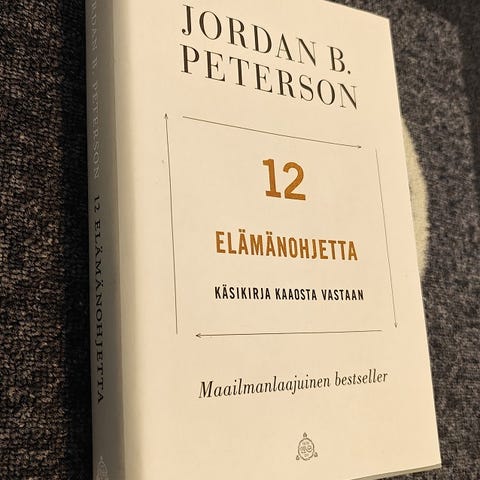 JORDAN B.
PETERSON
12
ELÄMÄNOHJETTA
KÄSIKIRJA KAAOSTA VASTAAN
Maailmanlaajuinen bestseller
JORDAN B. PETERSON 12 ELÄMÄNOHJETTA